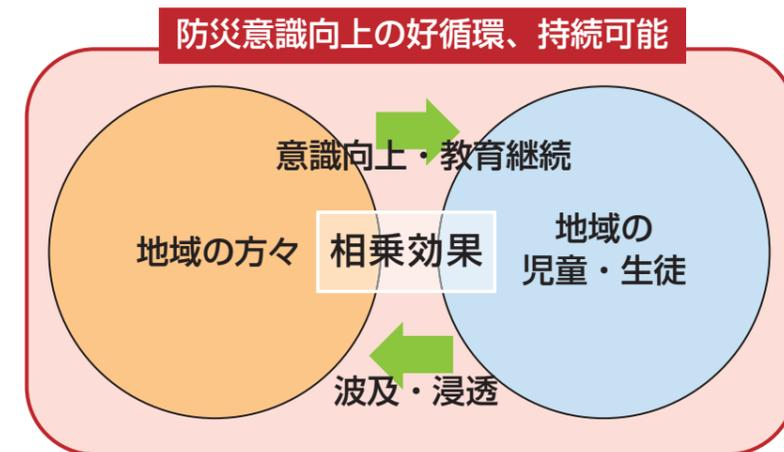 防災意識向上の好循環、持続可能
意識向上・教育継続
地域の方々
相乗効果
地域の
児童・生徒
波及・浸透